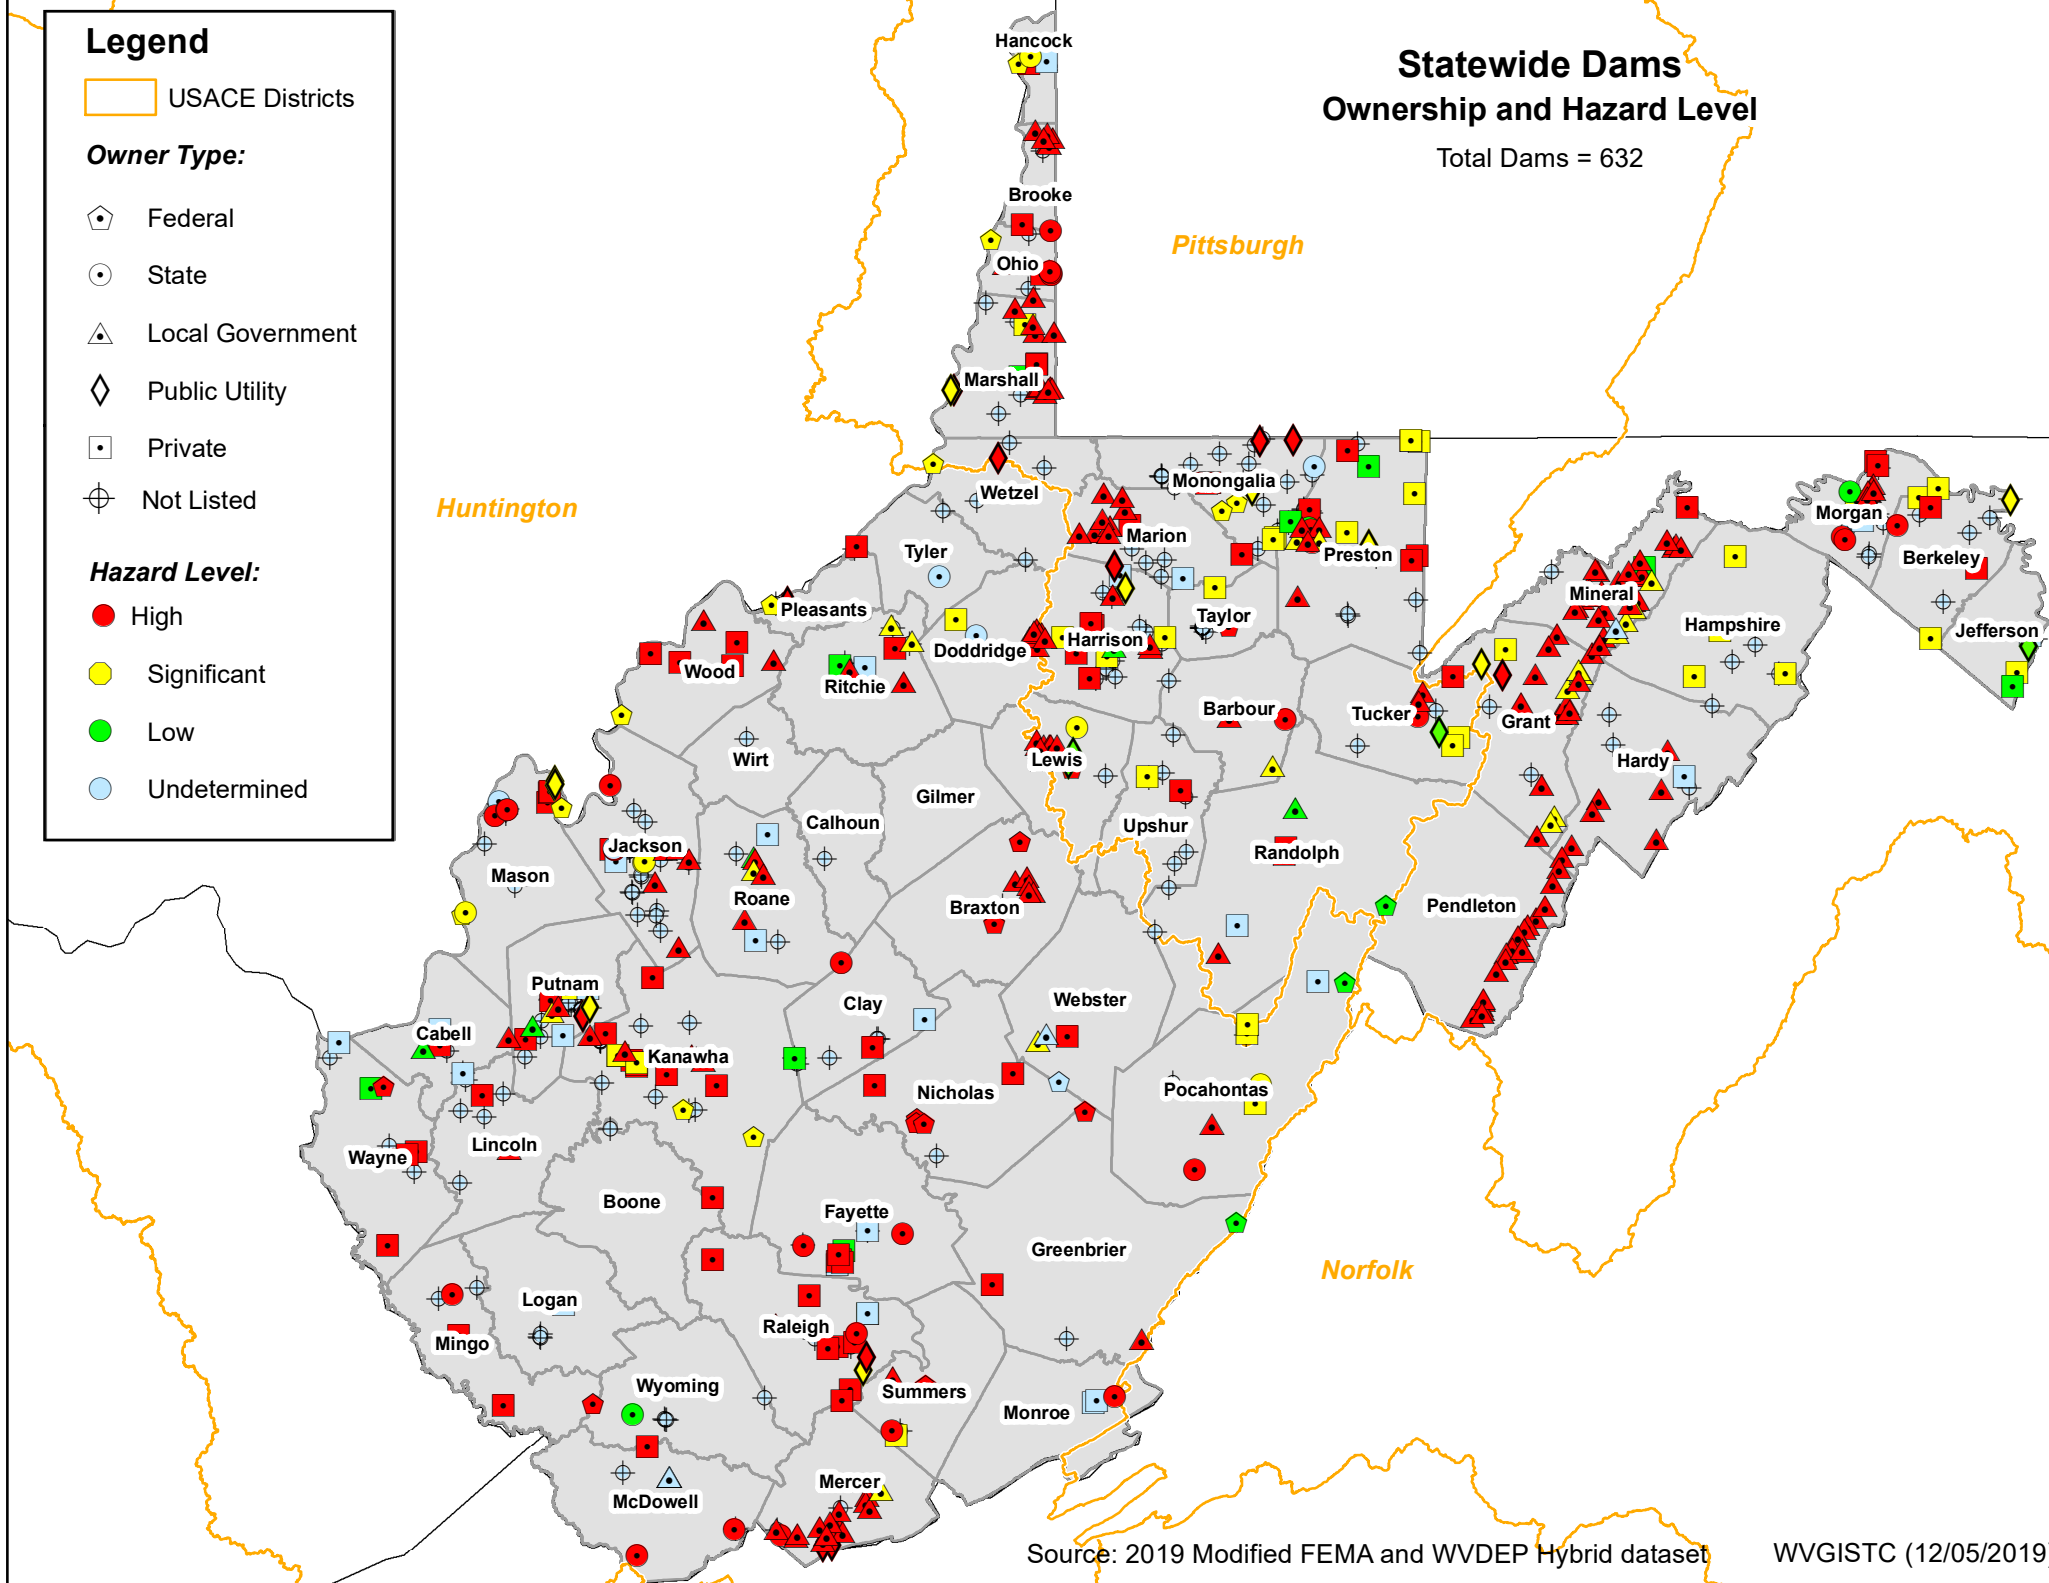 Legend
USACE Districts
Owner Type:
Federal
State
Local Government
Public Utility
Private
Not Listed
Hazard Level:
High
Significant
Low
Undetermined
Statewide Dams
Ownership and Hazard Level
Total Dams = 632
Pittsburgh
Huntington
Norfolk
Hancock
Brooke
Ohio
Marshall
Wetzel
Monongalia
Marion
Preston
Morgan
Berkeley
Jefferson
Tyler
Pleasants
Taylor
Mineral
Hampshire
Doddridge
Harrison
Wood
Ritchie
Barbour
Tucker
Grant
Wirt
Lewis
Hardy
Gilmer
Calhoun
Upshur
Jackson
Randolph
Mason
Roane
Braxton
Pendleton
Putnam
Clay
Webster
Cabell
Kanawha
Nicholas
Pocahontas
Wayne
Lincoln
Boone
Fayette
Greenbrier
Logan
Raleigh
Mingo
Wyoming
Summers
Monroe
Mercer
McDowell
Source: 2019 Modified FEMA and WVDEP Hybrid dataset
WVGISTC (12/05/2019)